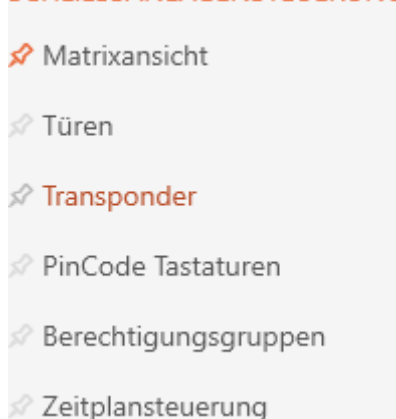 Matrixansicht
Türen
Transponder
PinCode Tastaturen
Berechtigungsgruppen
Zeitplansteuerung